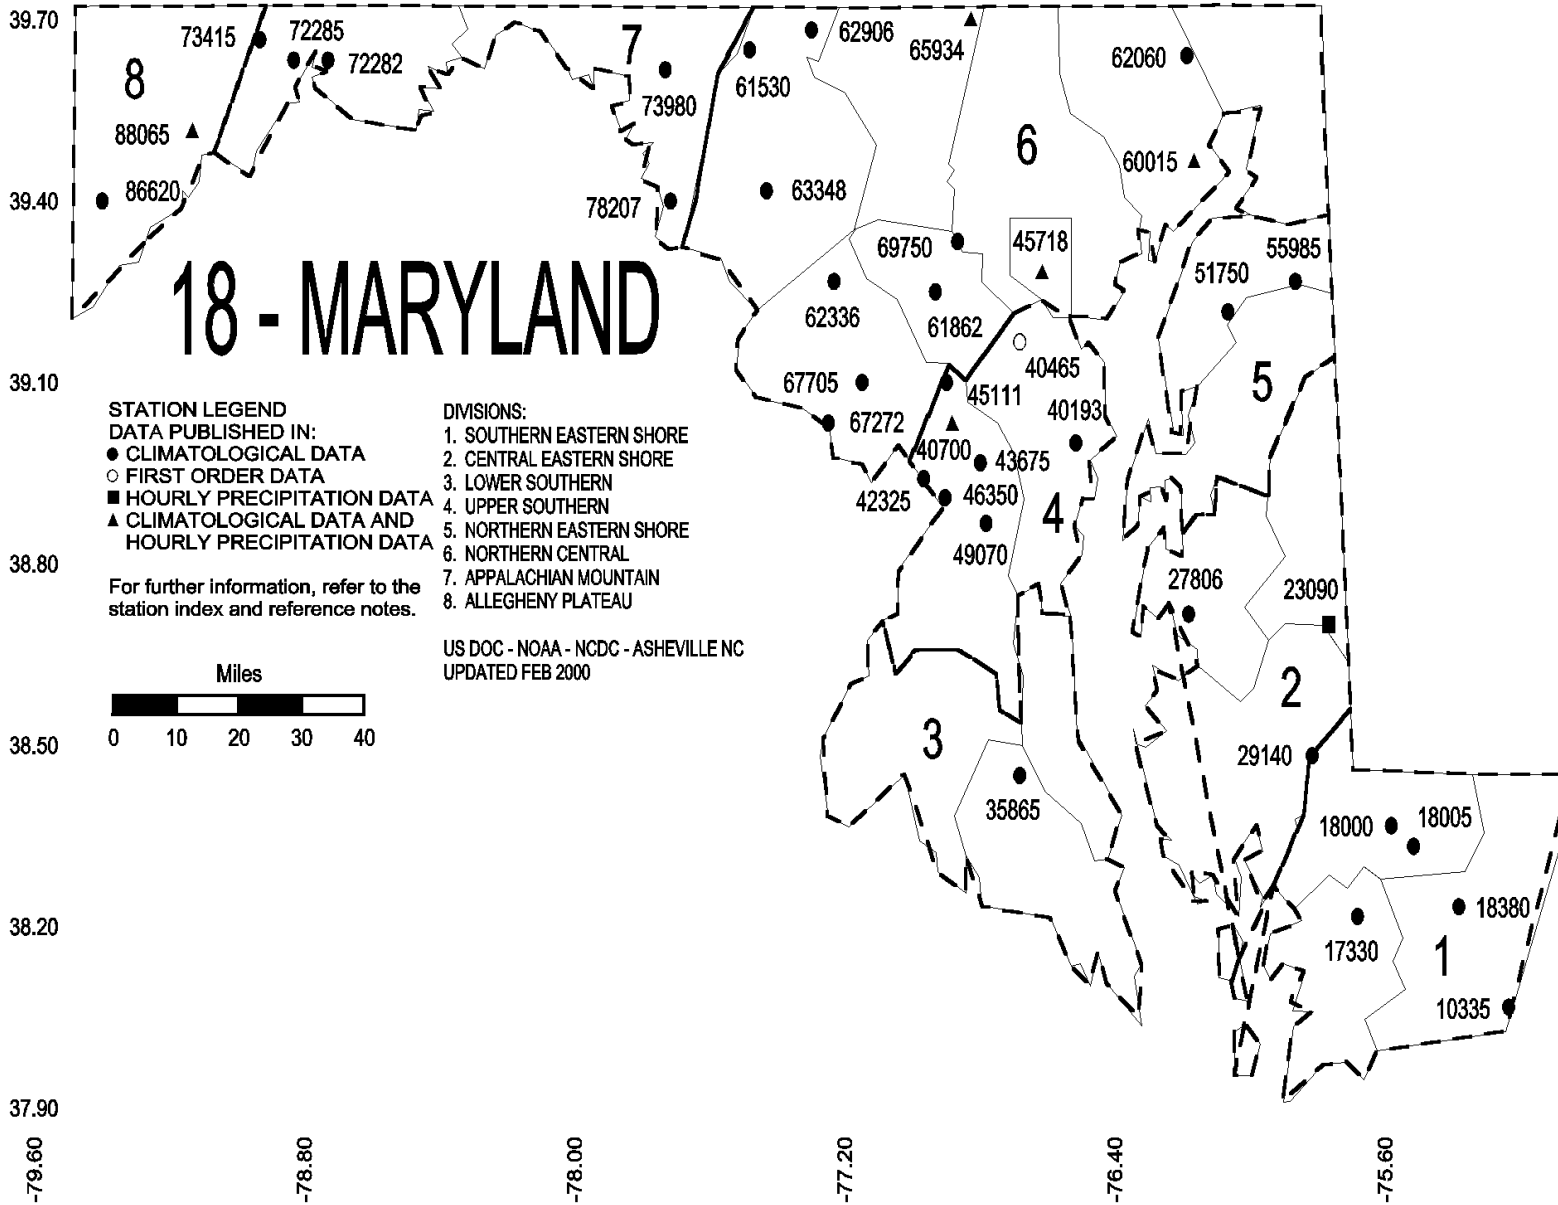 39.70
73415
72285
72282
7
62906
65934
62060
8
61530
73980
88065
6
60015
86620
63348
39.40
78207
69750
45718
55985
51750
18 - MARYLAND
62336
61862
40465
39.10
67705
45111
5
STATION LEGEND
DATA PUBLISHED IN:
CLIMATOLOGICAL DATA
FIRST ORDER DATA
HOURLY PRECIPITATION DATA
CLIMATOLOGICAL DATA AND
HOURLY PRECIPITATION DATA
For further information, refer to the
station index and reference notes.
DIVISIONS:
1. SOUTHERN EASTERN SHORE
2. CENTRAL EASTERN SHORE
3. LOWER SOUTHERN
4. UPPER SOUTHERN
5. NORTHERN EASTERN SHORE
6. NORTHERN CENTRAL
7. APPALACHIAN MOUNTAIN
8. ALLEGHENY PLATEAU
US DOC - NOAA - NCDC - ASHEVILLE NC
UPDATED FEB 2000
67272
40193
40700
43675
42325
46350
4
49070
38.80
27806
23090
Miles
0 10 20 30 40
2
3
38.50
29140
35865
18000
18005
38.20
18380
17330
1
10335
37.90
-79.60
-78.80
-78.00
-77.20
-76.40
-75.60